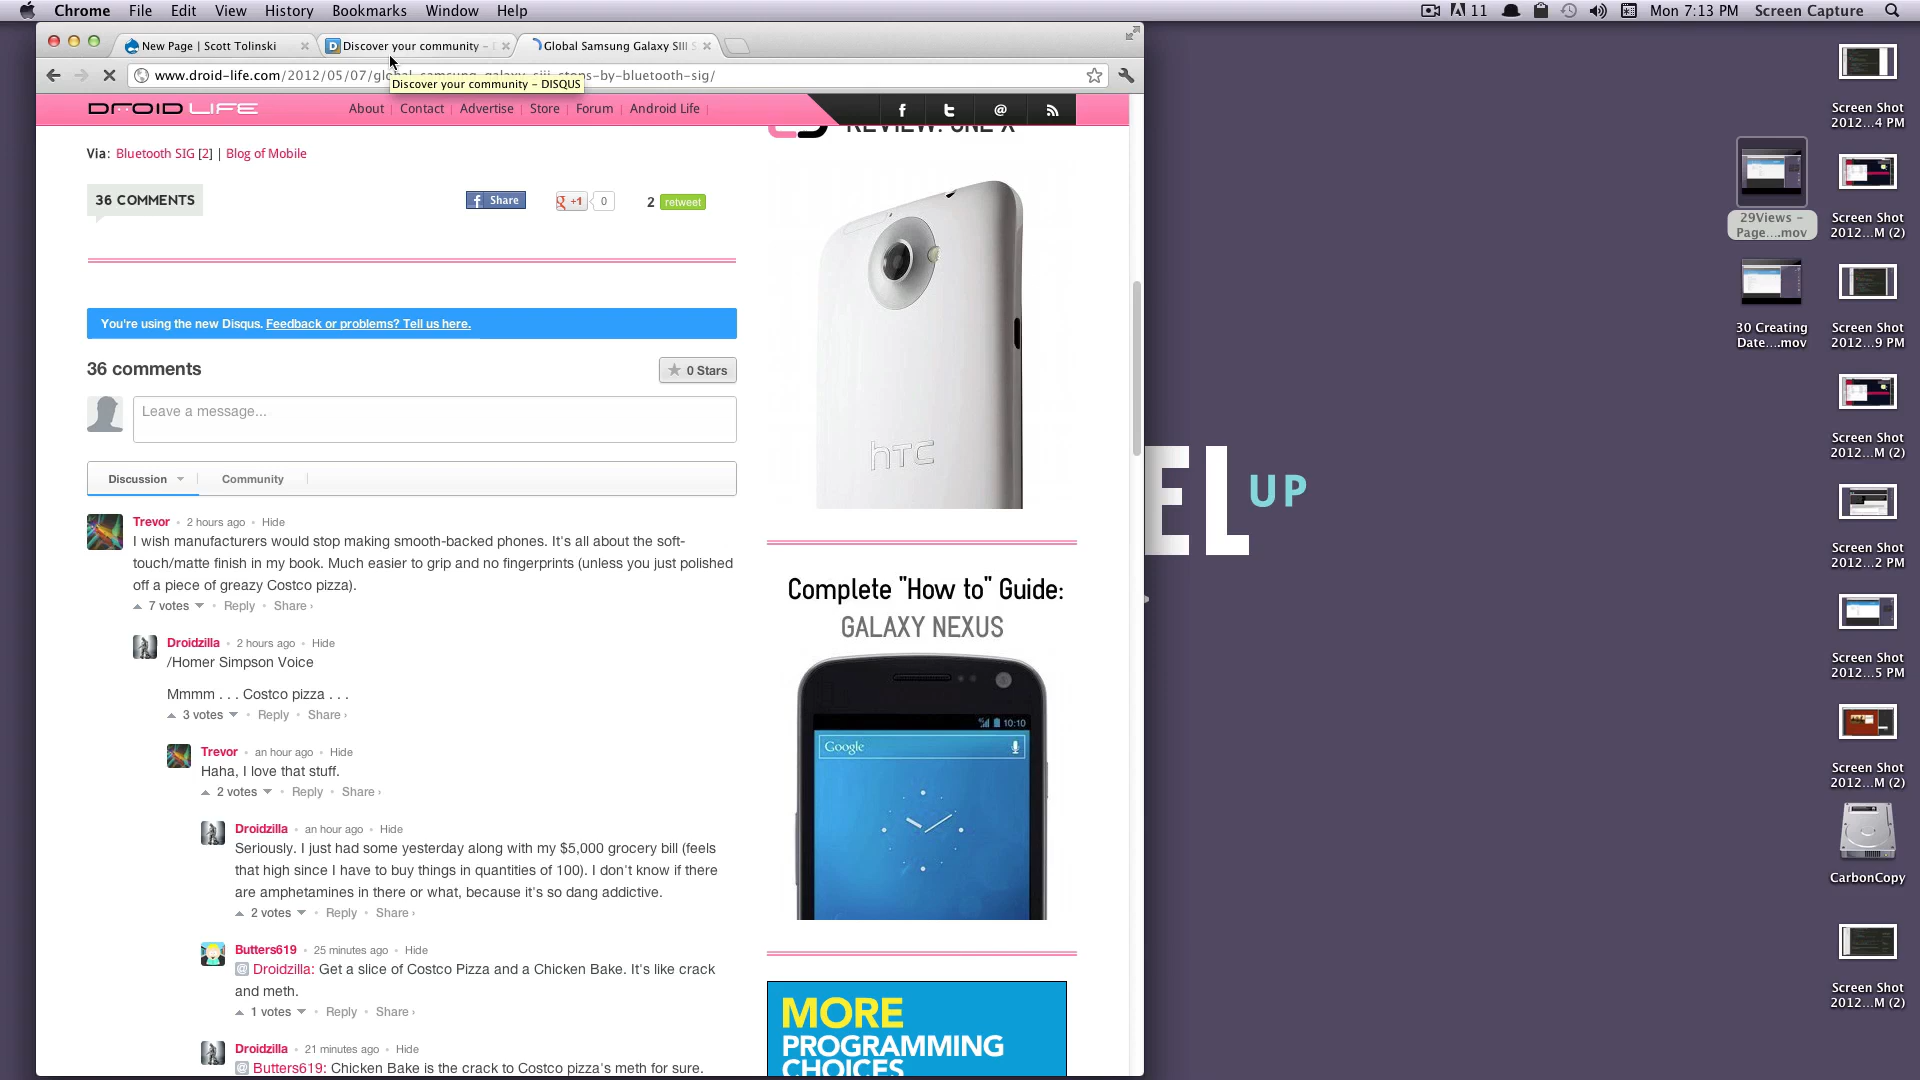 Chrome File Edit View History Bookmarks Window Help
11 Mon 7:13 PM Screen Capture
New Page | Scott Tolinski
Discover your community –
Global Samsung Galaxy SIII S
www.droid-life.com/2012/05/07/global-samsung-galaxy-siii-stops-by-bluetooth-sig/
Discover your community – DISQUS
DROID LIFE
About Contact Advertise Store Forum Android Life
REVIEW: ONE X
Via: Bluetooth SIG [2] | Blog of Mobile
36 COMMENTS
Share
+1 0
2 retweet
You're using the new Disqus. Feedback or problems? Tell us here.
36 comments
0 Stars
Leave a message...
Discussion Community
Trevor • 2 hours ago • Hide
I wish manufacturers would stop making smooth-backed phones. It's all about the soft-
touch/matte finish in my book. Much easier to grip and no fingerprints (unless you just polished
off a piece of greazy Costco pizza).
7 votes • Reply • Share ›
Droidzilla • 2 hours ago • Hide
/Homer Simpson Voice
Mmmm . . . Costco pizza . . .
3 votes • Reply • Share ›
Trevor • an hour ago • Hide
Haha, I love that stuff.
2 votes • Reply • Share ›
Droidzilla • an hour ago • Hide
Seriously. I just had some yesterday along with my $5,000 grocery bill (feels
that high since I have to buy things in quantities of 100). I don't know if there
are amphetamines in there or what, because it's so dang addictive.
2 votes • Reply • Share ›
Butters619 • 25 minutes ago • Hide
@ Droidzilla: Get a slice of Costco Pizza and a Chicken Bake. It's like crack
and meth.
1 votes • Reply • Share ›
Droidzilla • 21 minutes ago • Hide
@ Butters619: Chicken Bake is the crack to Costco pizza's meth for sure.
hTC
Complete "How to" Guide:
GALAXY NEXUS
10:10
Google
MORE
PROGRAMMING
CHOICES
EL UP
29Views –
Page....mov
30 Creating
Date....mov
Screen Shot
2012...4 PM
Screen Shot
2012...M (2)
Screen Shot
2012...9 PM
Screen Shot
2012...M (2)
Screen Shot
2012...2 PM
Screen Shot
2012...5 PM
Screen Shot
2012...M (2)
CarbonCopy
Screen Shot
2012...M (2)